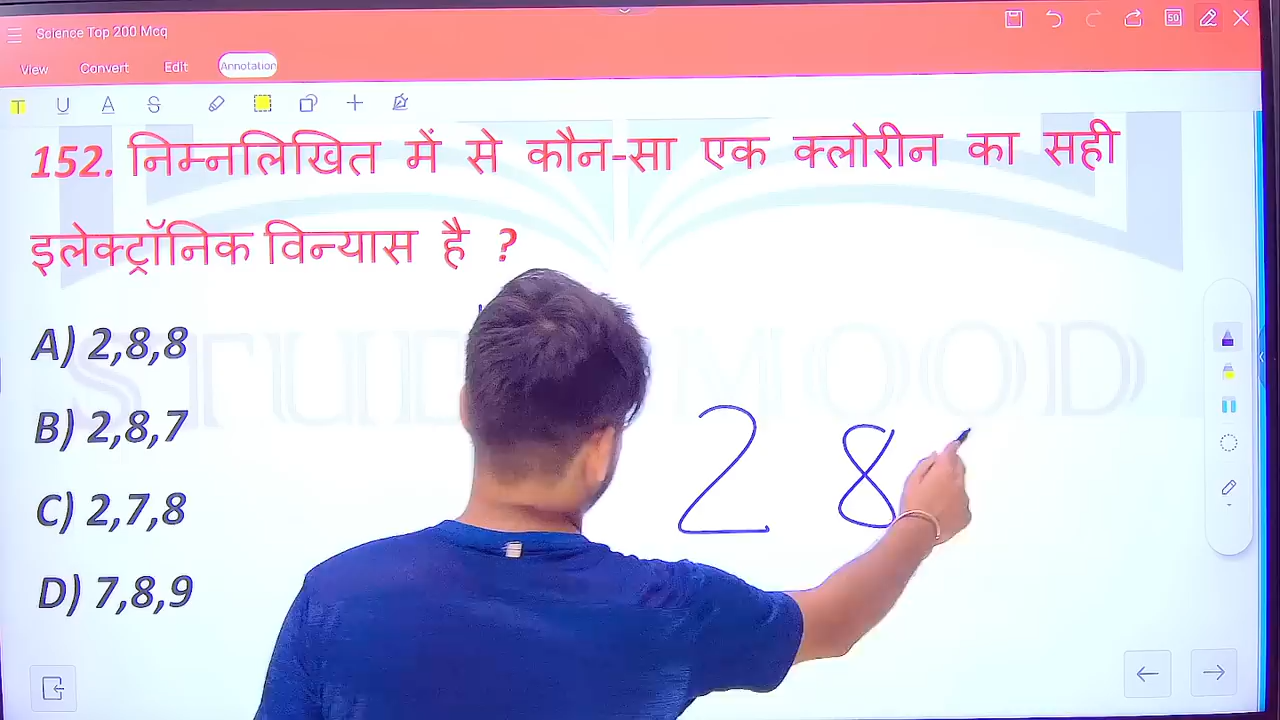 Science Top 200 Mcq
50
View Convert Edit Annotation
T U A S
152. निम्नलिखित में से कौन-सा एक क्लोरीन का सही
इलेक्ट्रॉनिक विन्यास है ?
A) 2,8,8
B) 2,8,7
C) 2,7,8
D) 7,8,9
2 8